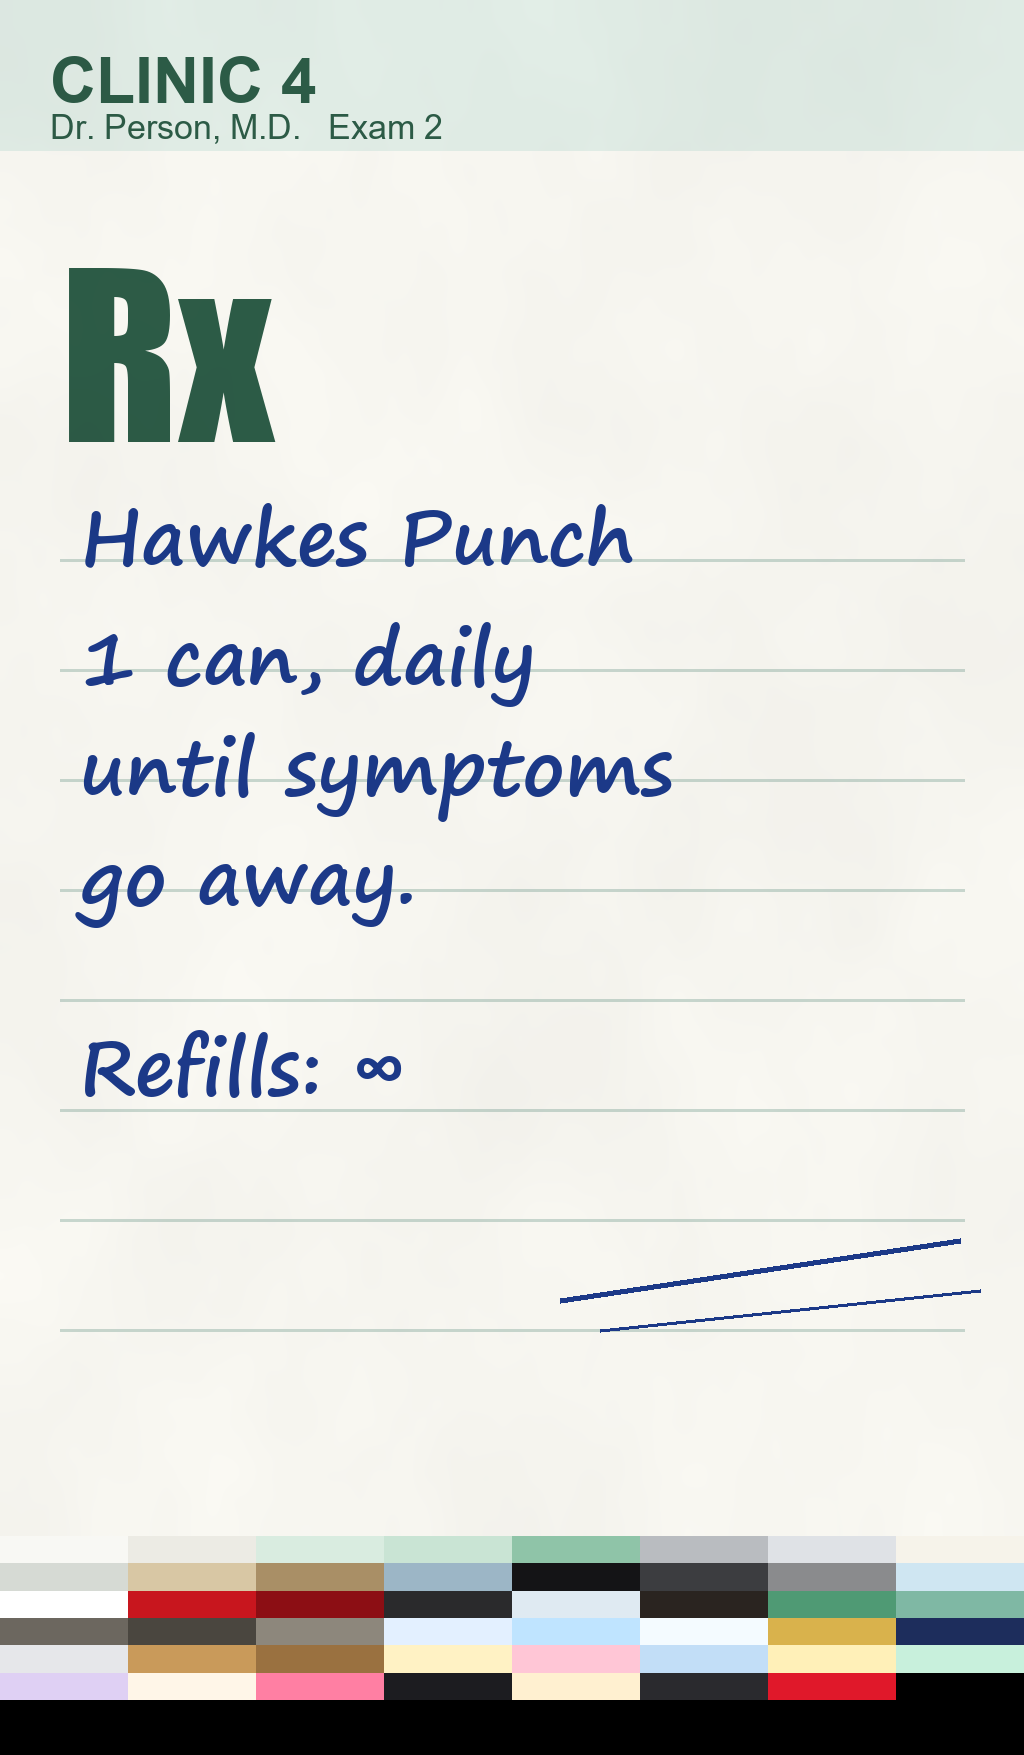 CLINIC 4
Dr. Person, M.D. Exam 2
Rx
Hawkes Punch
1 can, daily
until symptoms
go away.
Refills: ∞